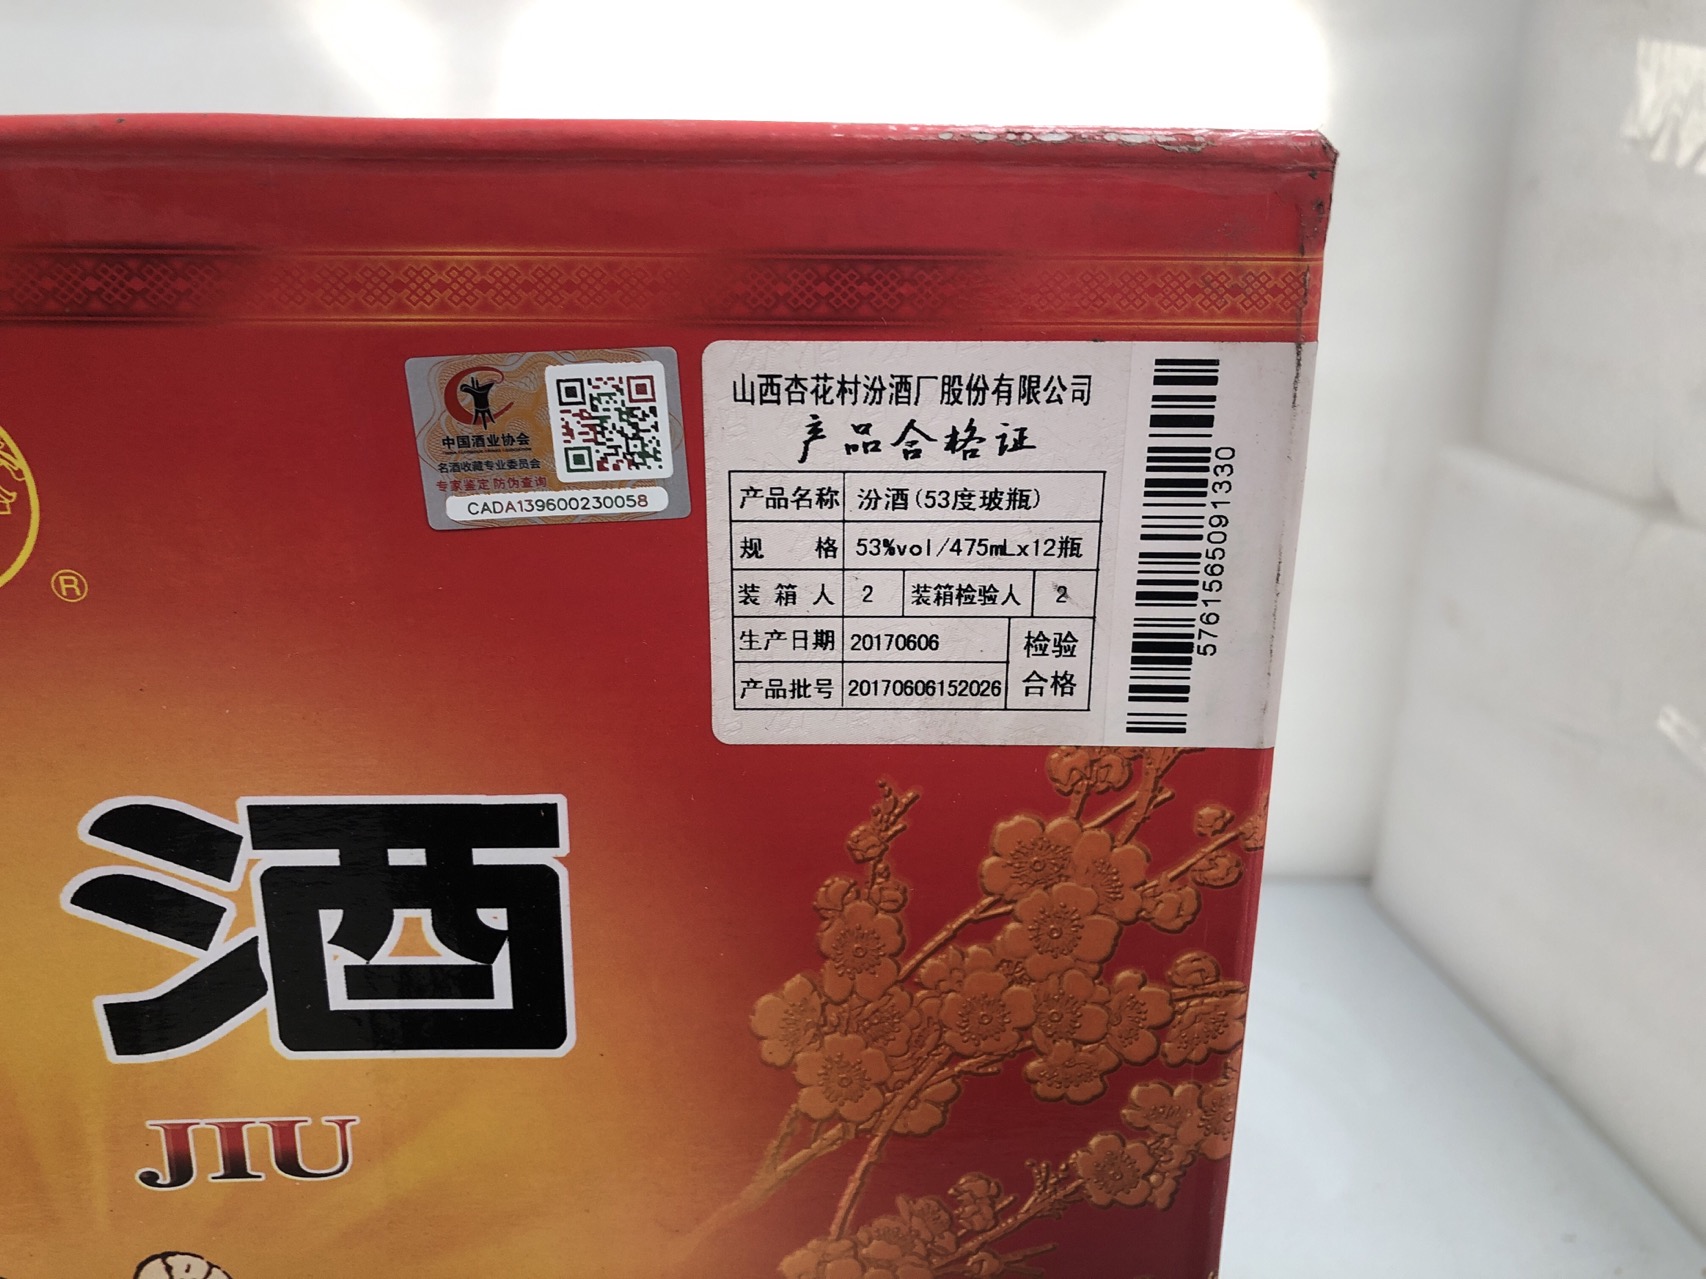 中国酒业协会
名酒收藏专业委员会
专家鉴定 防伪查询
CADA139600230058
山西杏花村汾酒厂股份有限公司
产品合格证
产品名称 汾酒(53度玻瓶)
规 格 53%vol/475mLx12瓶
装箱人 2 装箱检验人 2
生产日期 20170606 检验
产品批号 20170606152026 合格
5761565091330
®
酒
JIU